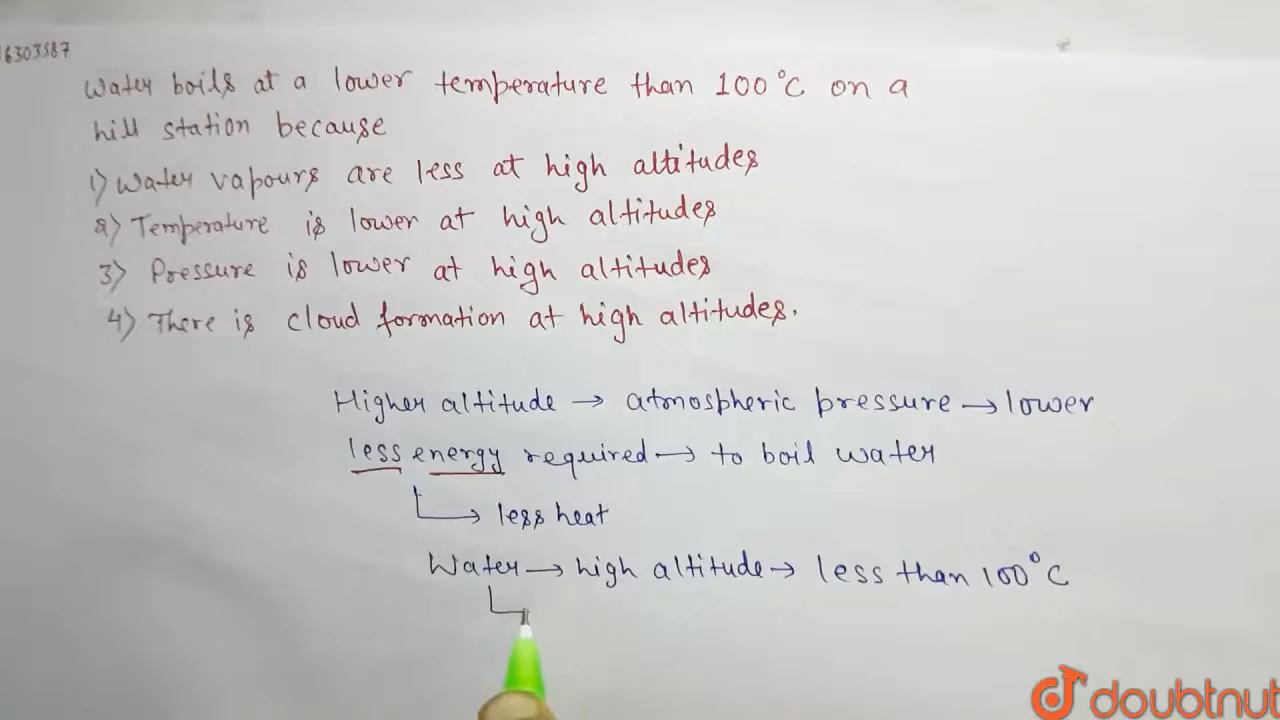 16303587
Water boils at a lower temperature than 100°C on a
hill station because
1) Water vapours are less at high altitudes
2) Temperature is lower at high altitudes
3) Pressure is lower at high altitudes
4) There is cloud formation at high altitudes.
Higher altitude → atmospheric pressure → lower
less energy required → to boil water
→ less heat
Water → high altitude → less than 100°C
doubtnut